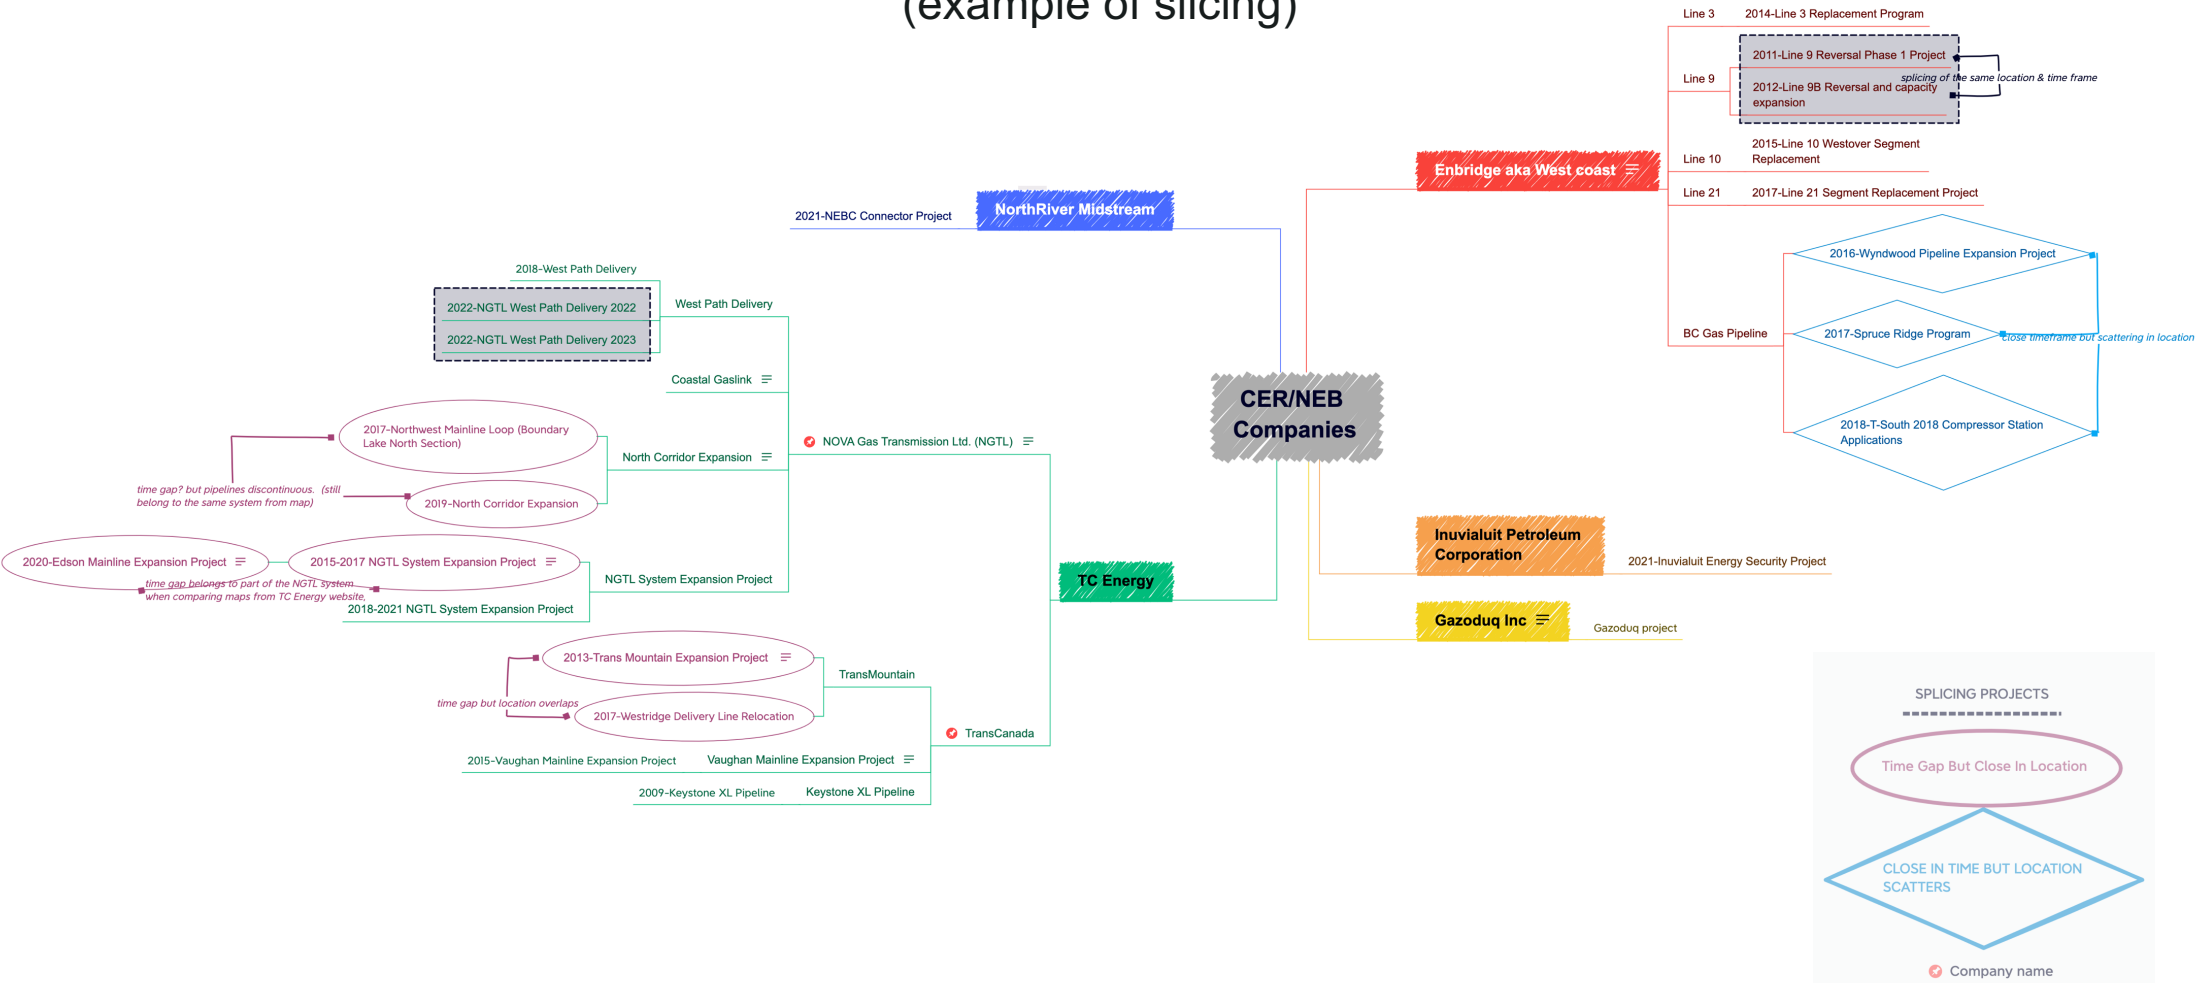 (example of slicing)
Line 3
2014-Line 3 Replacement Program
Line 9
2011-Line 9 Reversal Phase 1 Project
splicing of the same location & time frame
2012-Line 9B Reversal and capacity
expansion
Line 10
2015-Line 10 Westover Segment
Replacement
Line 21
2017-Line 21 Segment Replacement Project
Enbridge aka West coast
BC Gas Pipeline
2016-Wyndwood Pipeline Expansion Project
2017-Spruce Ridge Program
close timeframe but scattering in location
2018-T-South 2018 Compressor Station
Applications
NorthRiver Midstream
2021-NEBC Connector Project
CER/NEB
Companies
2018-West Path Delivery
2022-NGTL West Path Delivery 2022
2022-NGTL West Path Delivery 2023
West Path Delivery
Coastal Gaslink
NOVA Gas Transmission Ltd. (NGTL)
2017-Northwest Mainline Loop (Boundary
Lake North Section)
North Corridor Expansion
time gap? but pipelines discontinuous. (still
belong to the same system from map)
2019-North Corridor Expansion
2020-Edson Mainline Expansion Project
2015-2017 NGTL System Expansion Project
time gap belongs to part of the NGTL system
when comparing maps from TC Energy website,
NGTL System Expansion Project
2018-2021 NGTL System Expansion Project
TC Energy
2013-Trans Mountain Expansion Project
TransMountain
time gap but location overlaps
2017-Westridge Delivery Line Relocation
TransCanada
2015-Vaughan Mainline Expansion Project
Vaughan Mainline Expansion Project
2009-Keystone XL Pipeline
Keystone XL Pipeline
Inuvialuit Petroleum
Corporation
2021-Inuvialuit Energy Security Project
Gazoduq Inc
Gazoduq project
SPLICING PROJECTS
Time Gap But Close In Location
CLOSE IN TIME BUT LOCATION
SCATTERS
Company name